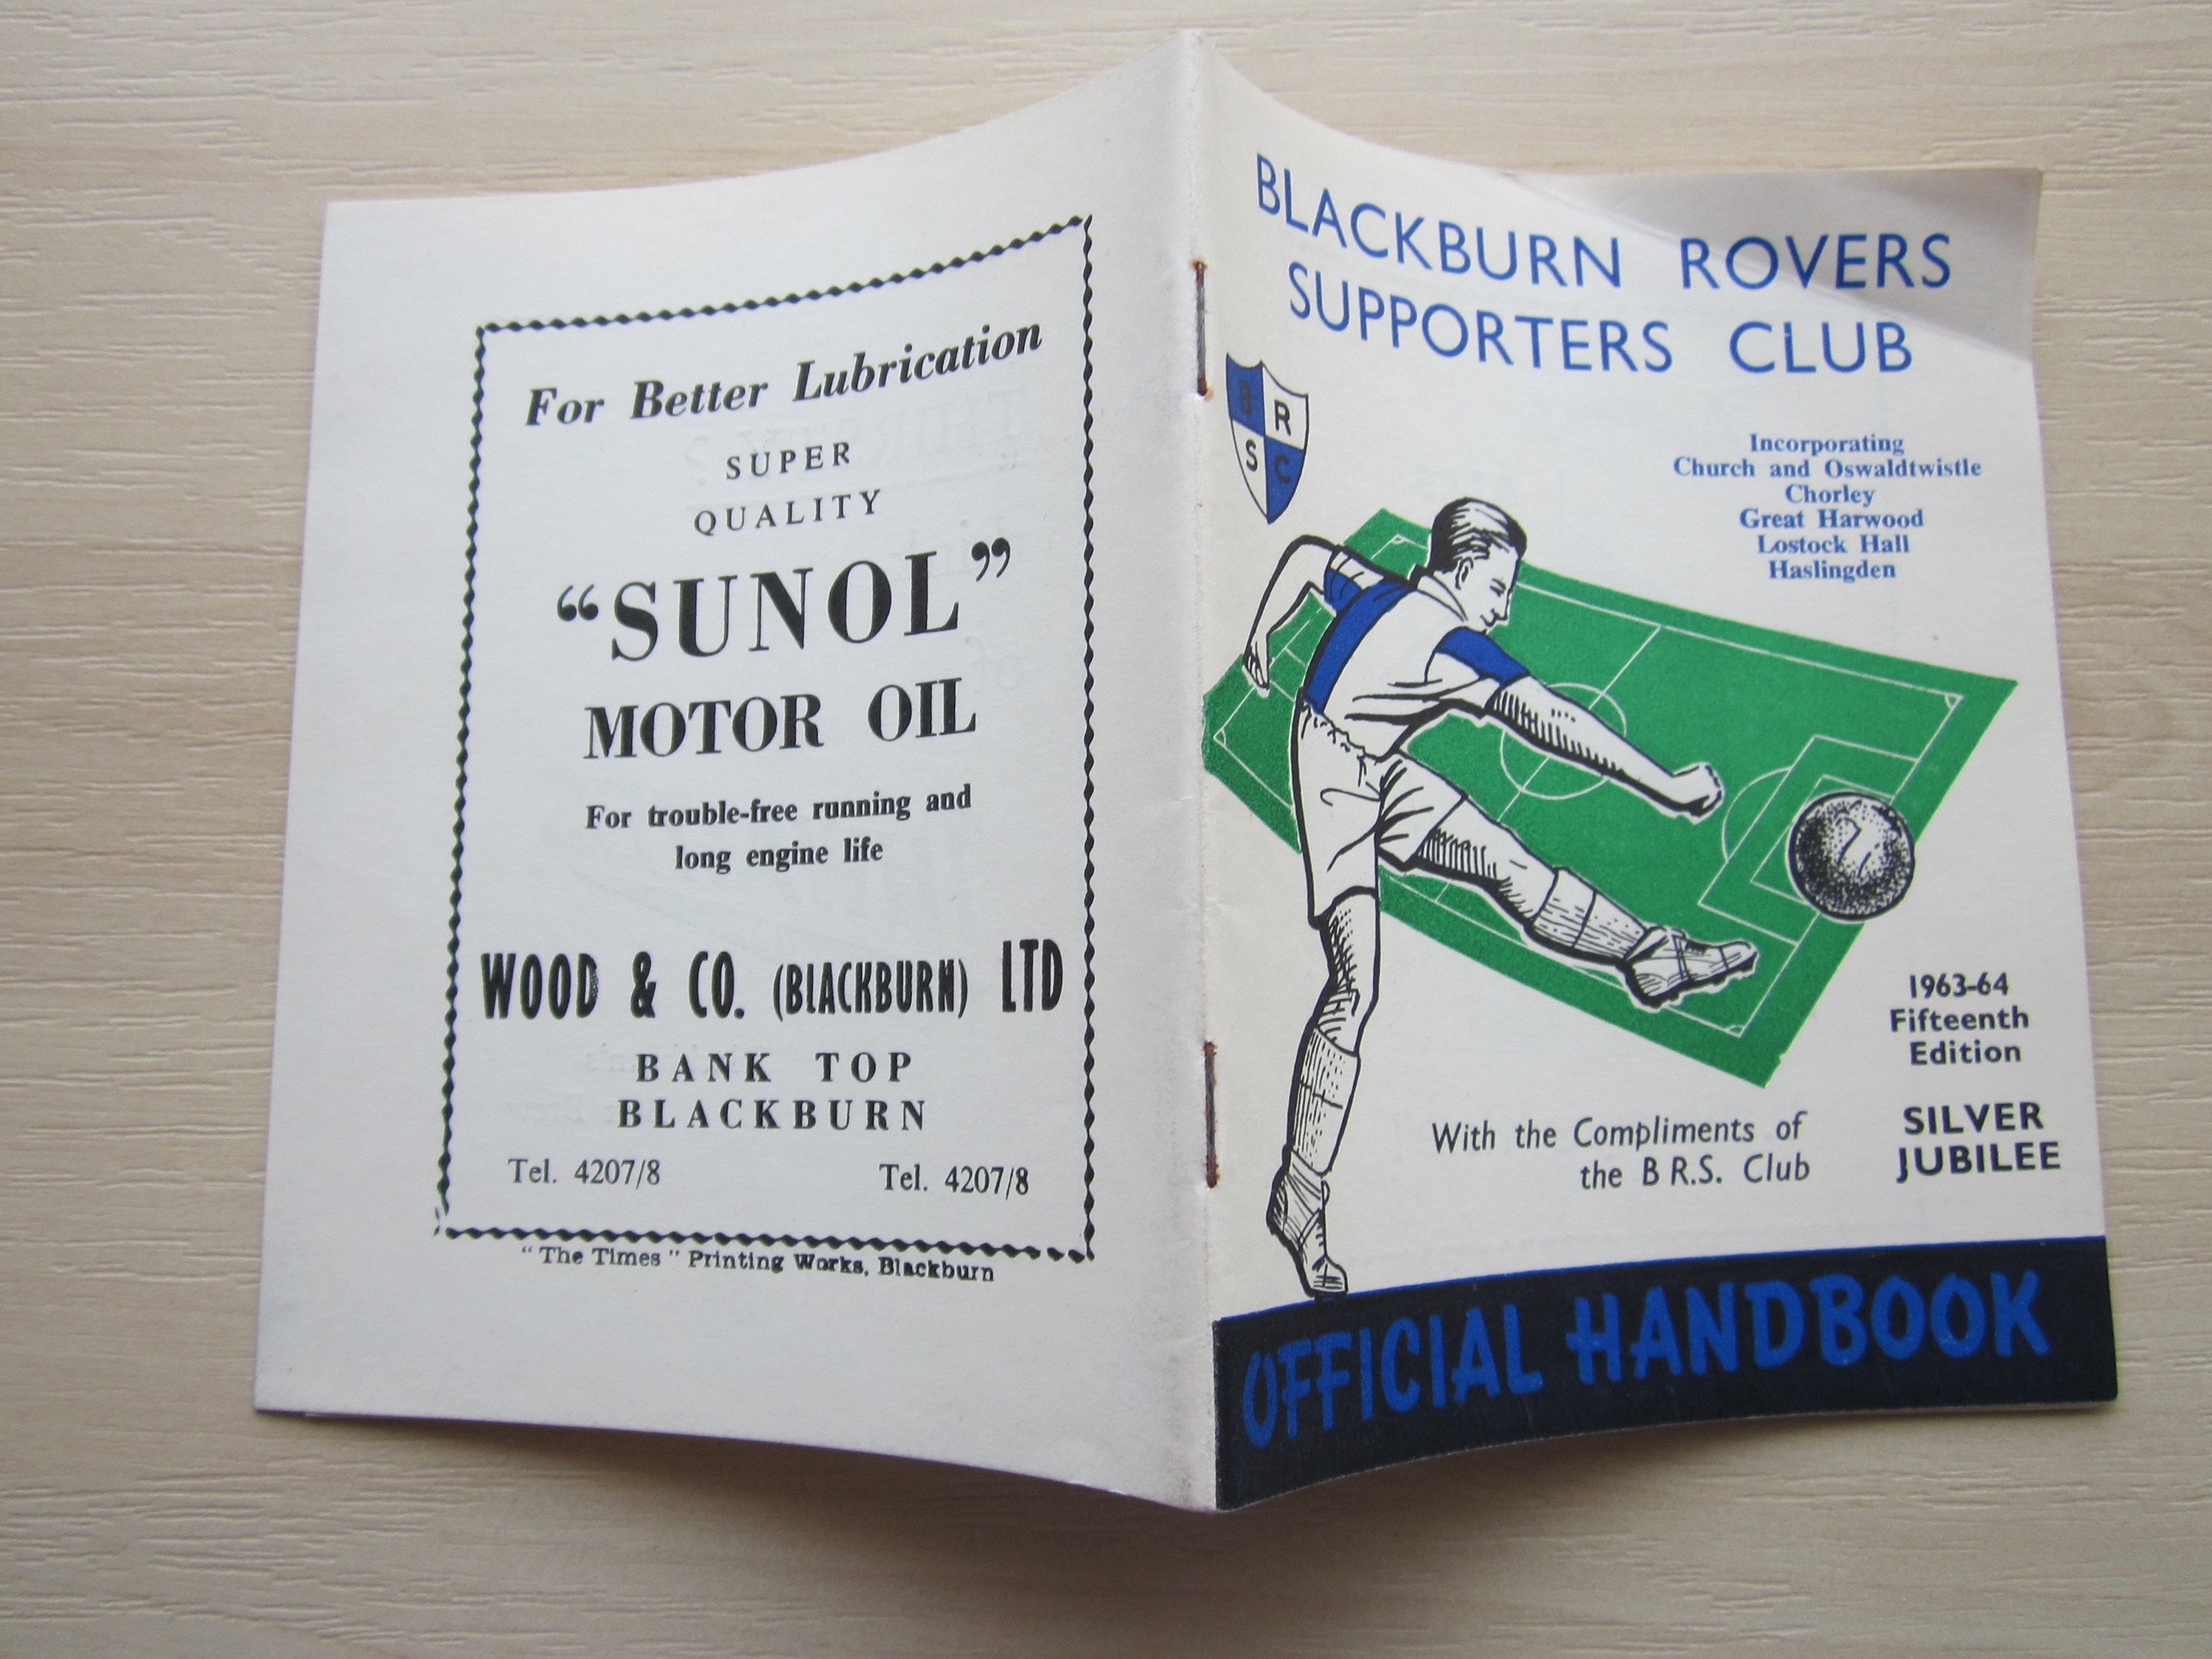 For Better Lubrication
SUPER
QUALITY
“SUNOL”
MOTOR OIL
For trouble-free running and
long engine life
WOOD & CO. (BLACKBURN) LTD
BANK TOP
BLACKBURN
Tel. 4207/8 Tel. 4207/8
“The Times” Printing Works, Blackburn
BLACKBURN ROVERS
SUPPORTERS CLUB
B R
S C
Incorporating
Church and Oswaldtwistle
Chorley
Great Harwood
Lostock Hall
Haslingden
1963-64
Fifteenth
Edition
With the Compliments of
the B R.S. Club
SILVER
JUBILEE
OFFICIAL HANDBOOK